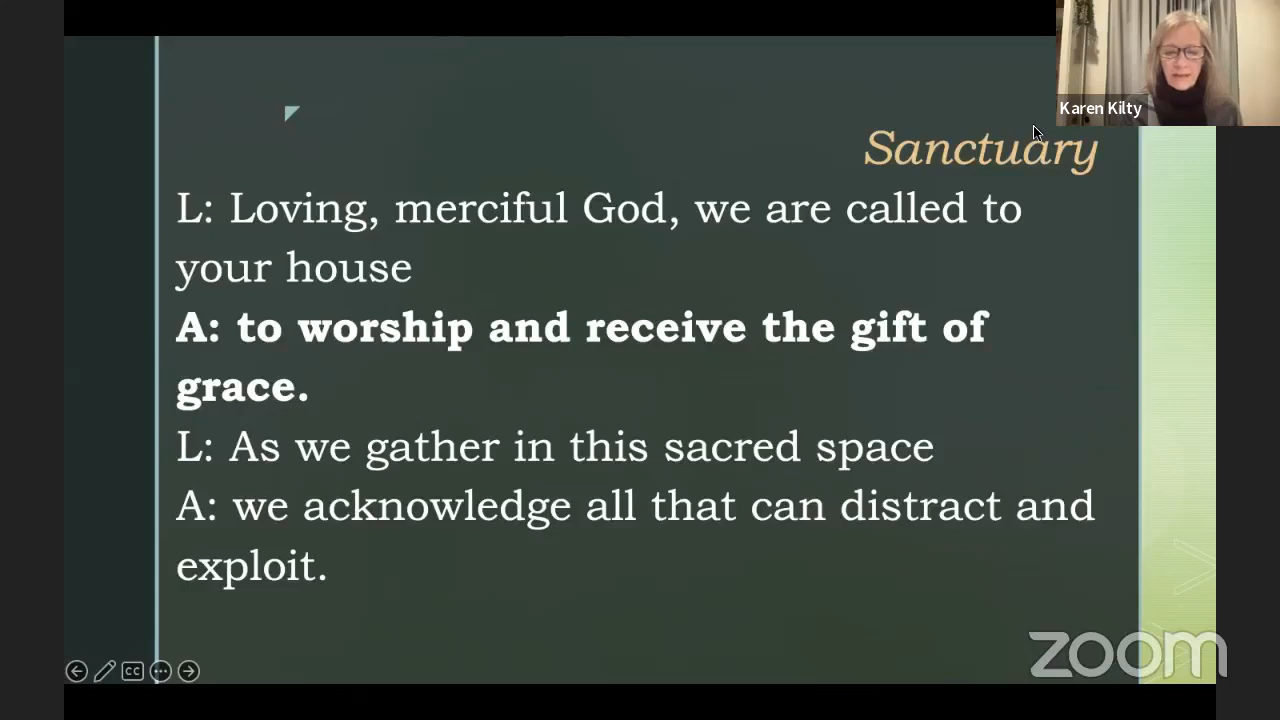 Karen Kilty
Sanctuary
L: Loving, merciful God, we are called to
your house
A: to worship and receive the gift of
grace.
L: As we gather in this sacred space
A: we acknowledge all that can distract and
exploit.
CC
zoom